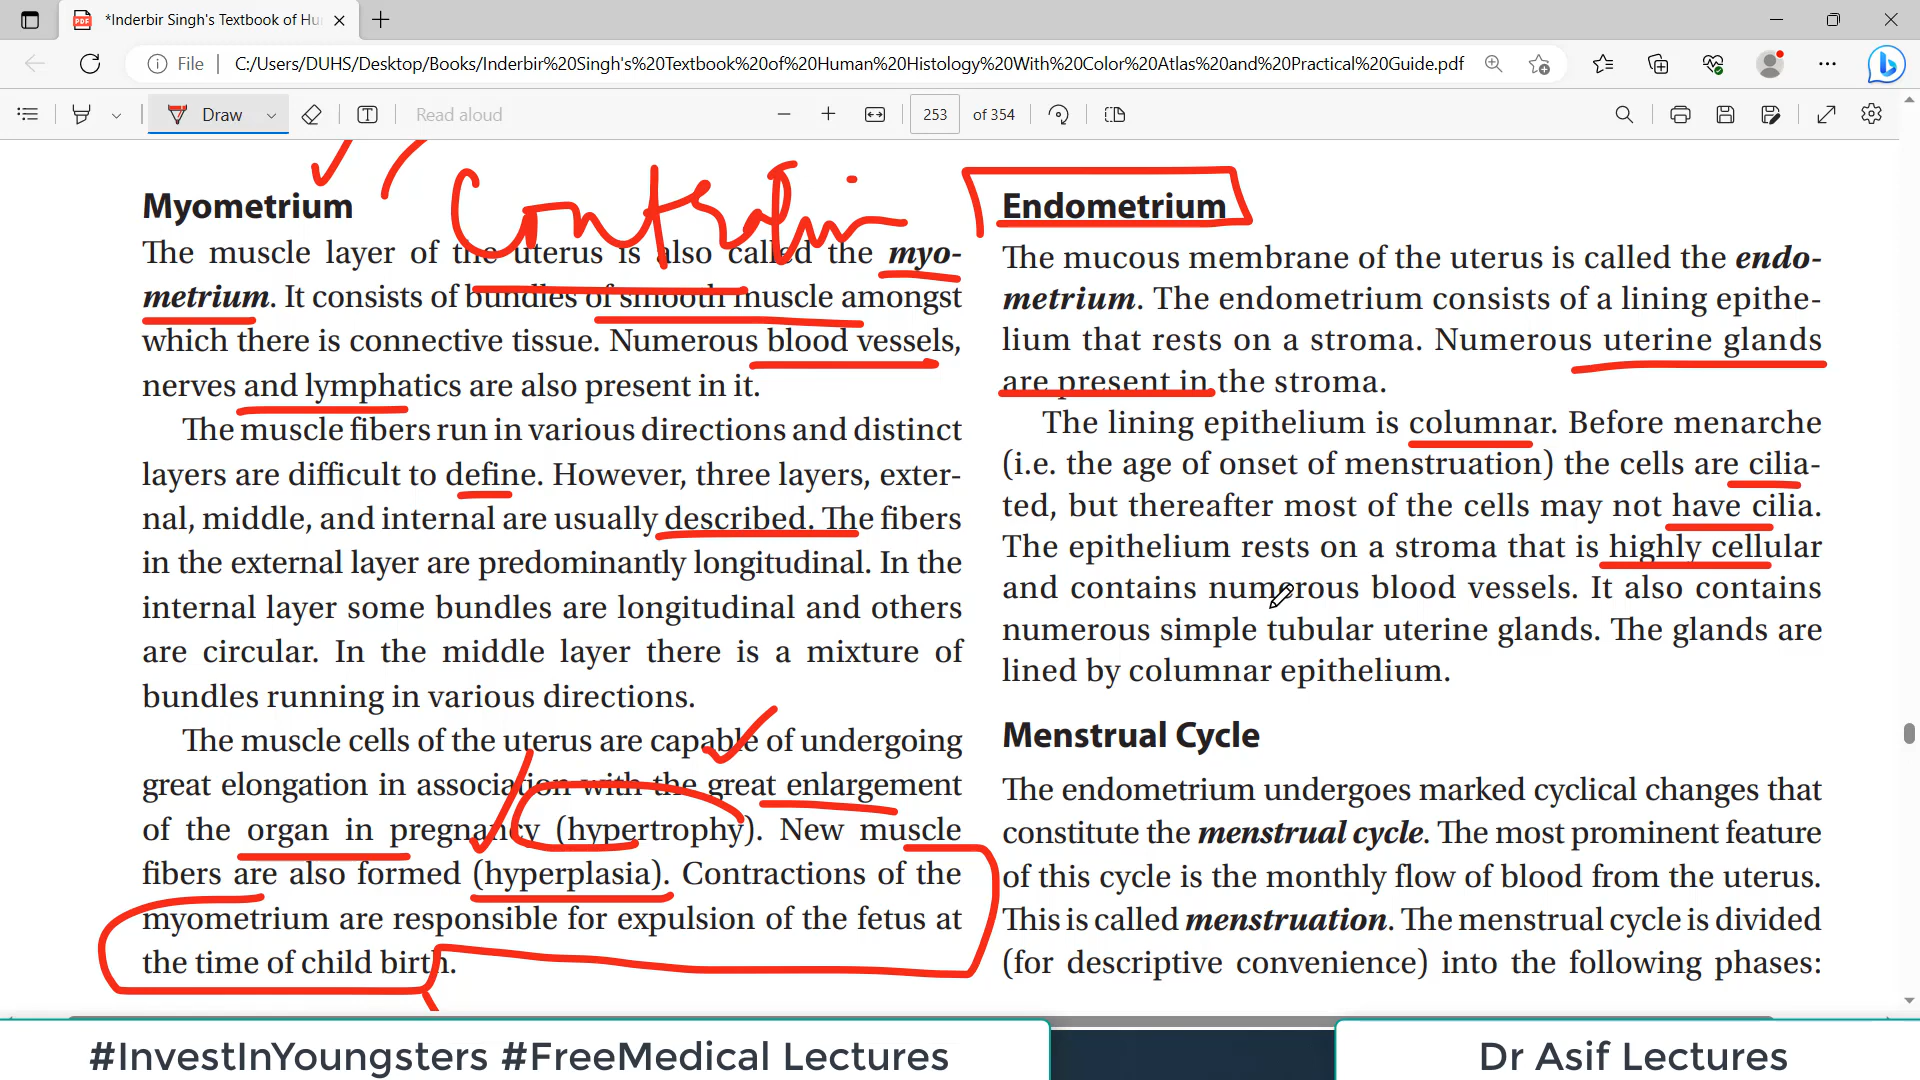 *Inderbir Singh's Textbook of Hu
File
C:/Users/DUHS/Desktop/Books/Inderbir%20Singh's%20Textbook%20of%20Human%20Histology%20With%20Color%20Atlas%20and%20Practical%20Guide.pdf
Draw
Read aloud
253
of 354
Myometrium
The muscle layer of the uterus is also called the myo-
metrium. It consists of bundles of smooth muscle amongst
which there is connective tissue. Numerous blood vessels,
nerves and lymphatics are also present in it.
The muscle fibers run in various directions and distinct
layers are difficult to define. However, three layers, exter-
nal, middle, and internal are usually described. The fibers
in the external layer are predominantly longitudinal. In the
internal layer some bundles are longitudinal and others
are circular. In the middle layer there is a mixture of
bundles running in various directions.
The muscle cells of the uterus are capable of undergoing
great elongation in association with the great enlargement
of the organ in pregnancy (hypertrophy). New muscle
fibers are also formed (hyperplasia). Contractions of the
myometrium are responsible for expulsion of the fetus at
the time of child birth.
Endometrium
The mucous membrane of the uterus is called the endo-
metrium. The endometrium consists of a lining epithe-
lium that rests on a stroma. Numerous uterine glands
are present in the stroma.
The lining epithelium is columnar. Before menarche
(i.e. the age of onset of menstruation) the cells are cilia-
ted, but thereafter most of the cells may not have cilia.
The epithelium rests on a stroma that is highly cellular
and contains numerous blood vessels. It also contains
numerous simple tubular uterine glands. The glands are
lined by columnar epithelium.
Menstrual Cycle
The endometrium undergoes marked cyclical changes that
constitute the menstrual cycle. The most prominent feature
of this cycle is the monthly flow of blood from the uterus.
This is called menstruation. The menstrual cycle is divided
(for descriptive convenience) into the following phases:
#InvestInYoungsters #FreeMedical Lectures
Dr Asif Lectures